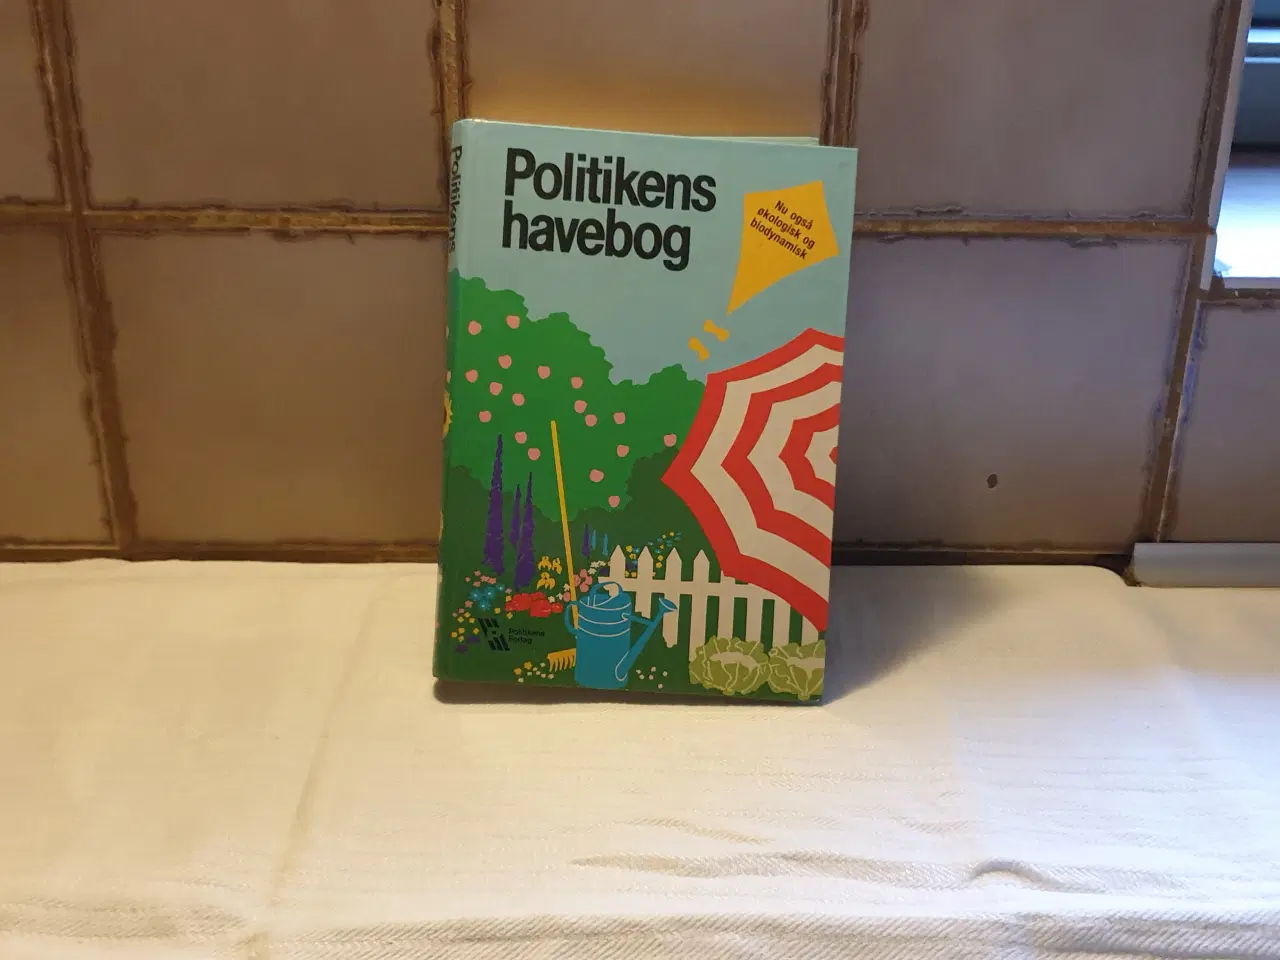 Politikens
havebog
Nu også
økologisk og
biodynamisk
Politikens
Politikens
Forlag